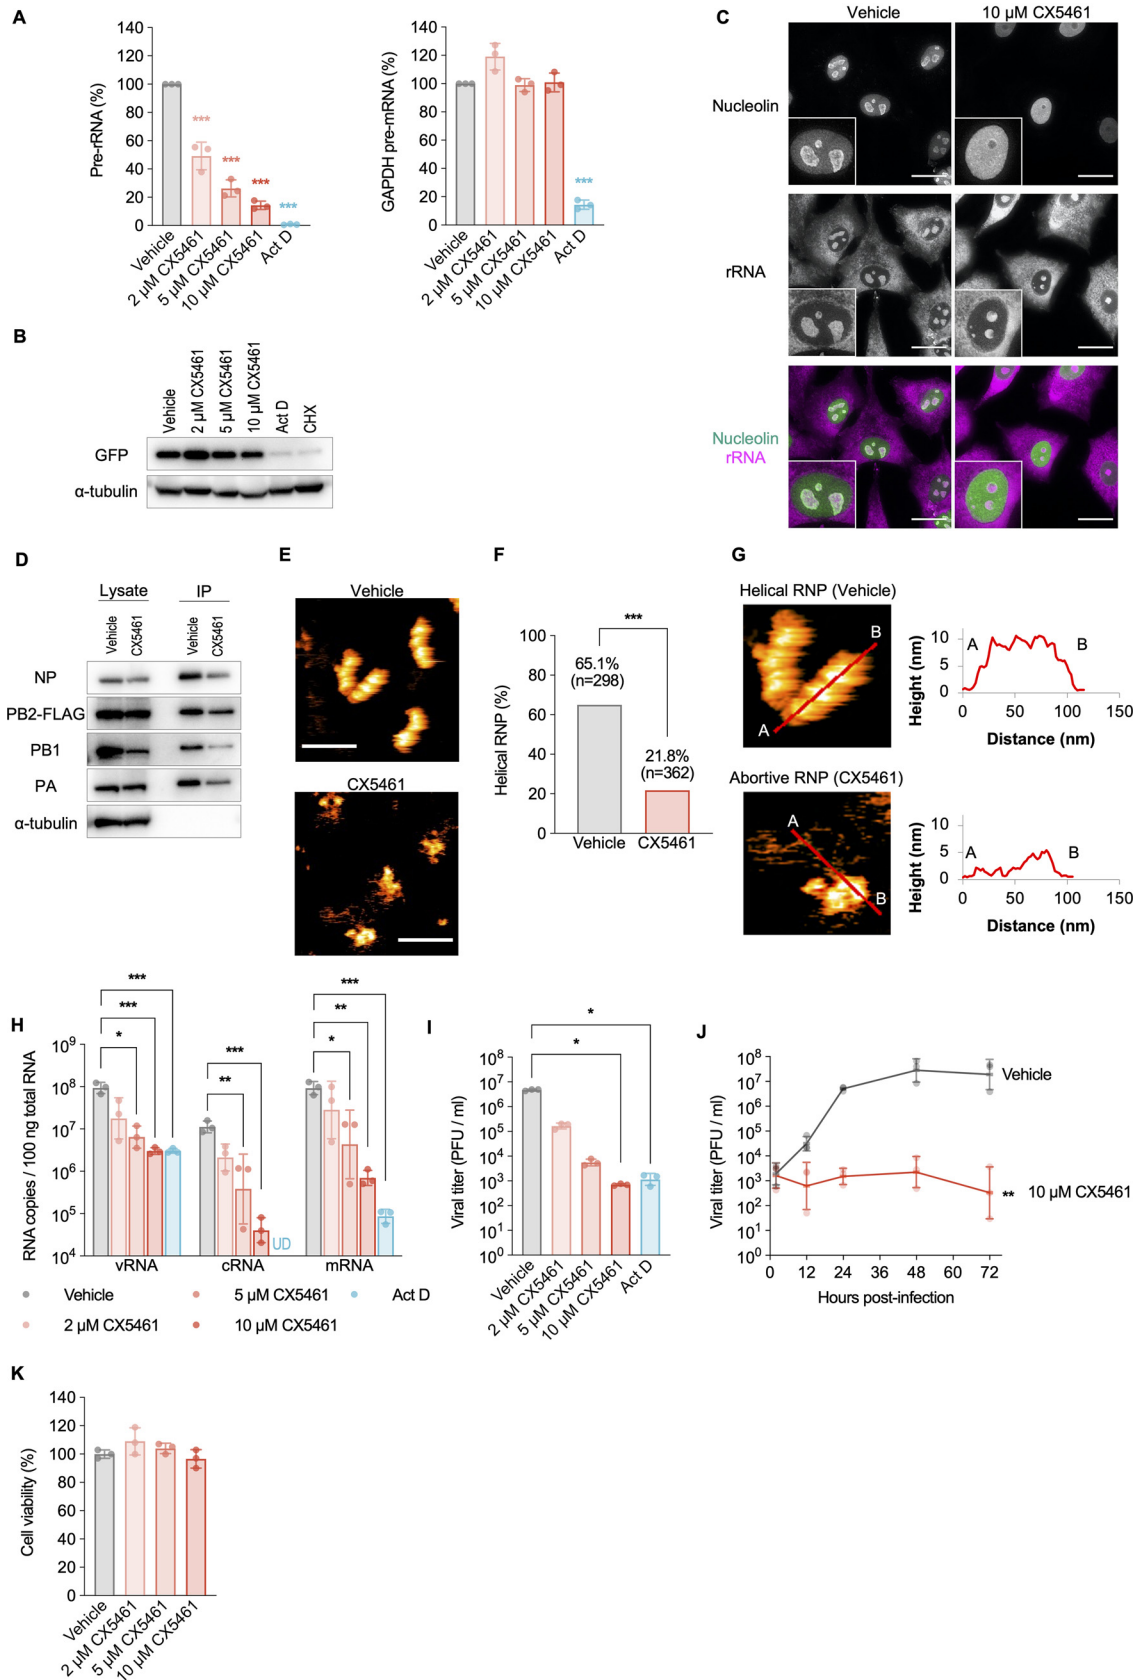 A
140
120
100
80
60
40
20
0
Pre-rRNA (%)
***
***
***
***
Vehicle
2 µM CX5461
5 µM CX5461
10 µM CX5461
Act D
140
120
100
80
60
40
20
0
GAPDH pre-mRNA (%)
***
Vehicle
2 µM CX5461
5 µM CX5461
10 µM CX5461
Act D
B
Vehicle
2 µM CX5461
5 µM CX5461
10 µM CX5461
Act D
CHX
GFP
α-tubulin
C
Vehicle
10 µM CX5461
Nucleolin
rRNA
Nucleolin
rRNA
D
Lysate
IP
Vehicle
CX5461
Vehicle
CX5461
NP
PB2-FLAG
PB1
PA
α-tubulin
E
Vehicle
CX5461
F
***
100
80
60
40
20
0
Helical RNP (%)
65.1%
(n=298)
21.8%
(n=362)
Vehicle
CX5461
G
Helical RNP (Vehicle)
A
B
10
5
0
Height (nm)
A
B
0
50
100
150
Distance (nm)
Abortive RNP (CX5461)
A
B
10
5
0
Height (nm)
A
B
0
50
100
150
Distance (nm)
H
***
***
*
***
**
***
**
*
10⁹
10⁸
10⁷
10⁶
10⁵
10⁴
RNA copies / 100 ng total RNA
UD
vRNA
cRNA
mRNA
Vehicle
5 µM CX5461
Act D
2 µM CX5461
10 µM CX5461
I
*
*
10⁸
10⁷
10⁶
10⁵
10⁴
10³
10²
10¹
10⁰
Viral titer (PFU / ml)
Vehicle
2 µM CX5461
5 µM CX5461
10 µM CX5461
Act D
J
10⁸
10⁷
10⁶
10⁵
10⁴
10³
10²
10¹
10⁰
Viral titer (PFU / ml)
Vehicle
** 10 µM CX5461
0
12
24
36
48
60
72
Hours post-infection
K
140
120
100
80
60
40
20
0
Cell viability (%)
Vehicle
2 µM CX5461
5 µM CX5461
10 µM CX5461